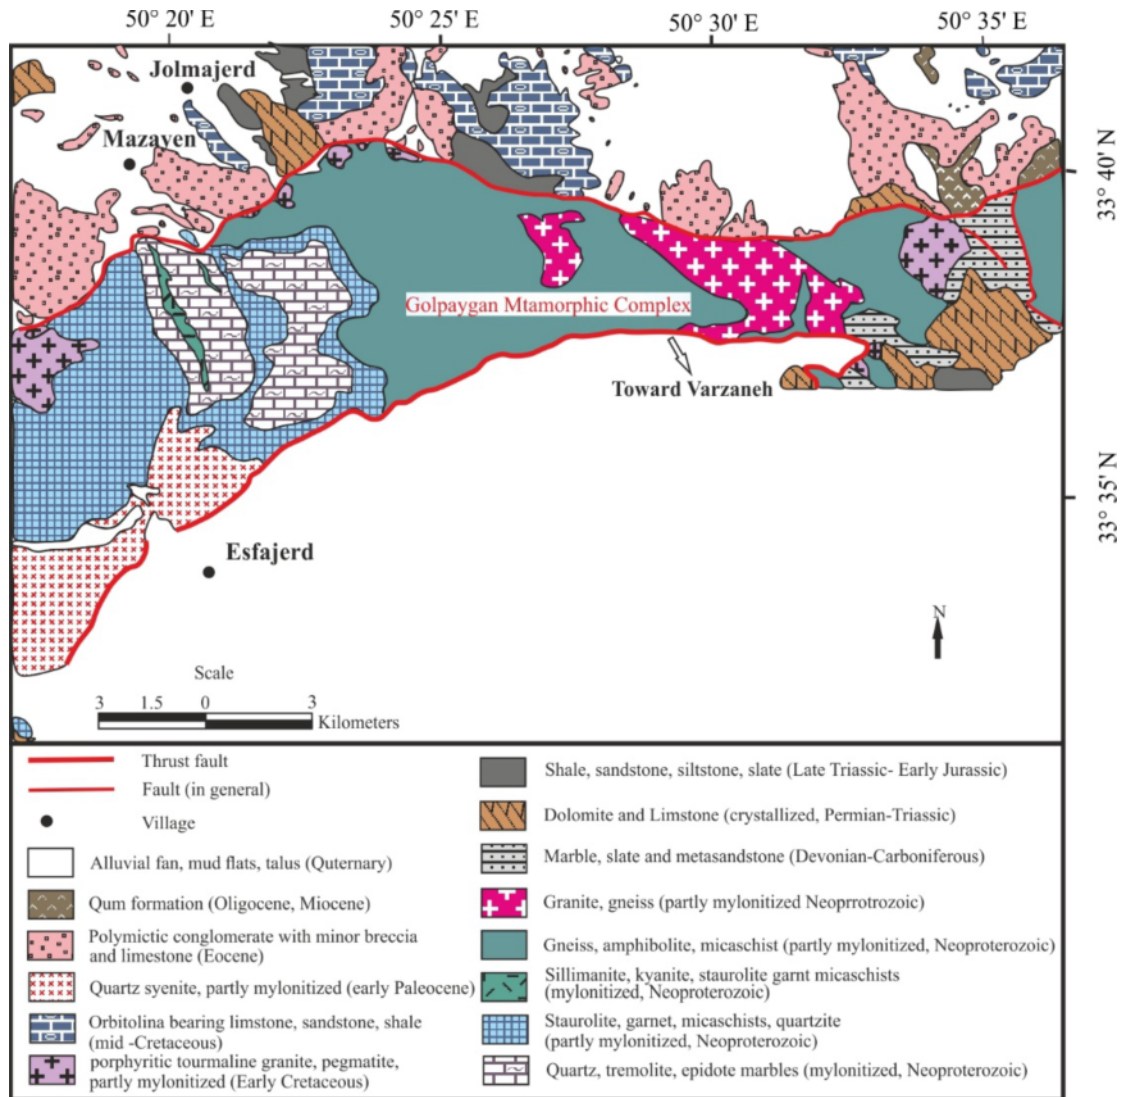 50° 20' E
50° 25' E
50° 30' E
50° 35' E
Jolmajerd
Mazayen
33° 40' N
Golpaygan Mtamorphic Complex
Toward Varzaneh
33° 35' N
Esfajerd
N
Scale
3 1.5 0 3
Kilometers
Thrust fault
Fault (in general)
Village
Alluvial fan, mud flats, talus (Quternary)
Qum formation (Oligocene, Miocene)
Polymictic conglomerate with minor breccia
and limestone (Eocene)
Quartz syenite, partly mylonitized (early Paleocene)
Orbitolina bearing limstone, sandstone, shale
(mid -Cretaceous)
porphyritic tourmaline granite, pegmatite,
partly mylonitized (Early Cretaceous)
Shale, sandstone, siltstone, slate (Late Triassic- Early Jurassic)
Dolomite and Limstone (crystallized, Permian-Triassic)
Marble, slate and metasandstone (Devonian-Carboniferous)
Granite, gneiss (partly mylonitized Neoprrotrozoic)
Gneiss, amphibolite, micaschist (partly mylonitized, Neoproterozoic)
Sillimanite, kyanite, staurolite garnt micaschists
(mylonitized, Neoproterozoic)
Staurolite, garnet, micaschists, quartzite
(partly mylonitized, Neoproterozoic)
Quartz, tremolite, epidote marbles (mylonitized, Neoproterozoic)